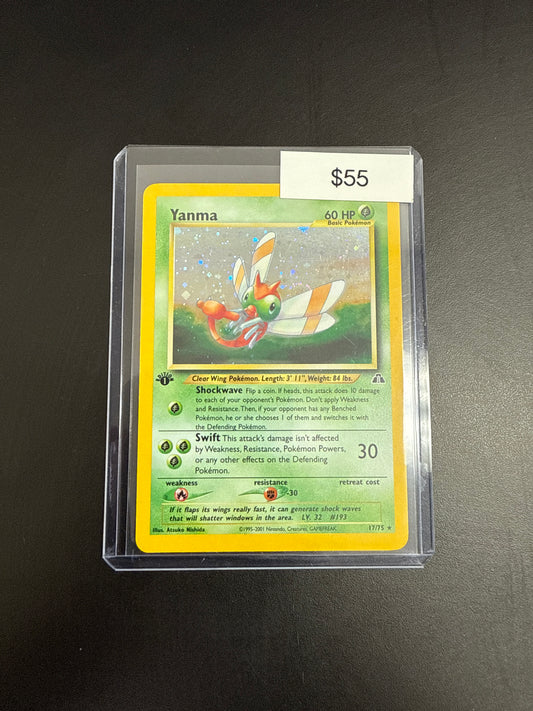 $55
Yanma 60 HP
Basic Pokémon
EDITION
1
Clear Wing Pokémon. Length: 3' 11", Weight: 84 lbs.
Shockwave Flip a coin. If heads, this attack does 10 damage
to each of your opponent's Pokémon. Don't apply Weakness
and Resistance. Then, if your opponent has any Benched
Pokémon, he or she chooses 1 of them and switches it with
the Defending Pokémon.
Swift This attack's damage isn't affected
by Weakness, Resistance, Pokémon Powers,
or any other effects on the Defending
Pokémon.
30
weakness resistance retreat cost
-30
If it flaps its wings really fast, it can generate shock waves
that will shatter windows in the area. LV. 32 #193
Illus. Atsuko Nishida ©1995-2001 Nintendo, Creatures, GAMEFREAK. 17/75 ★